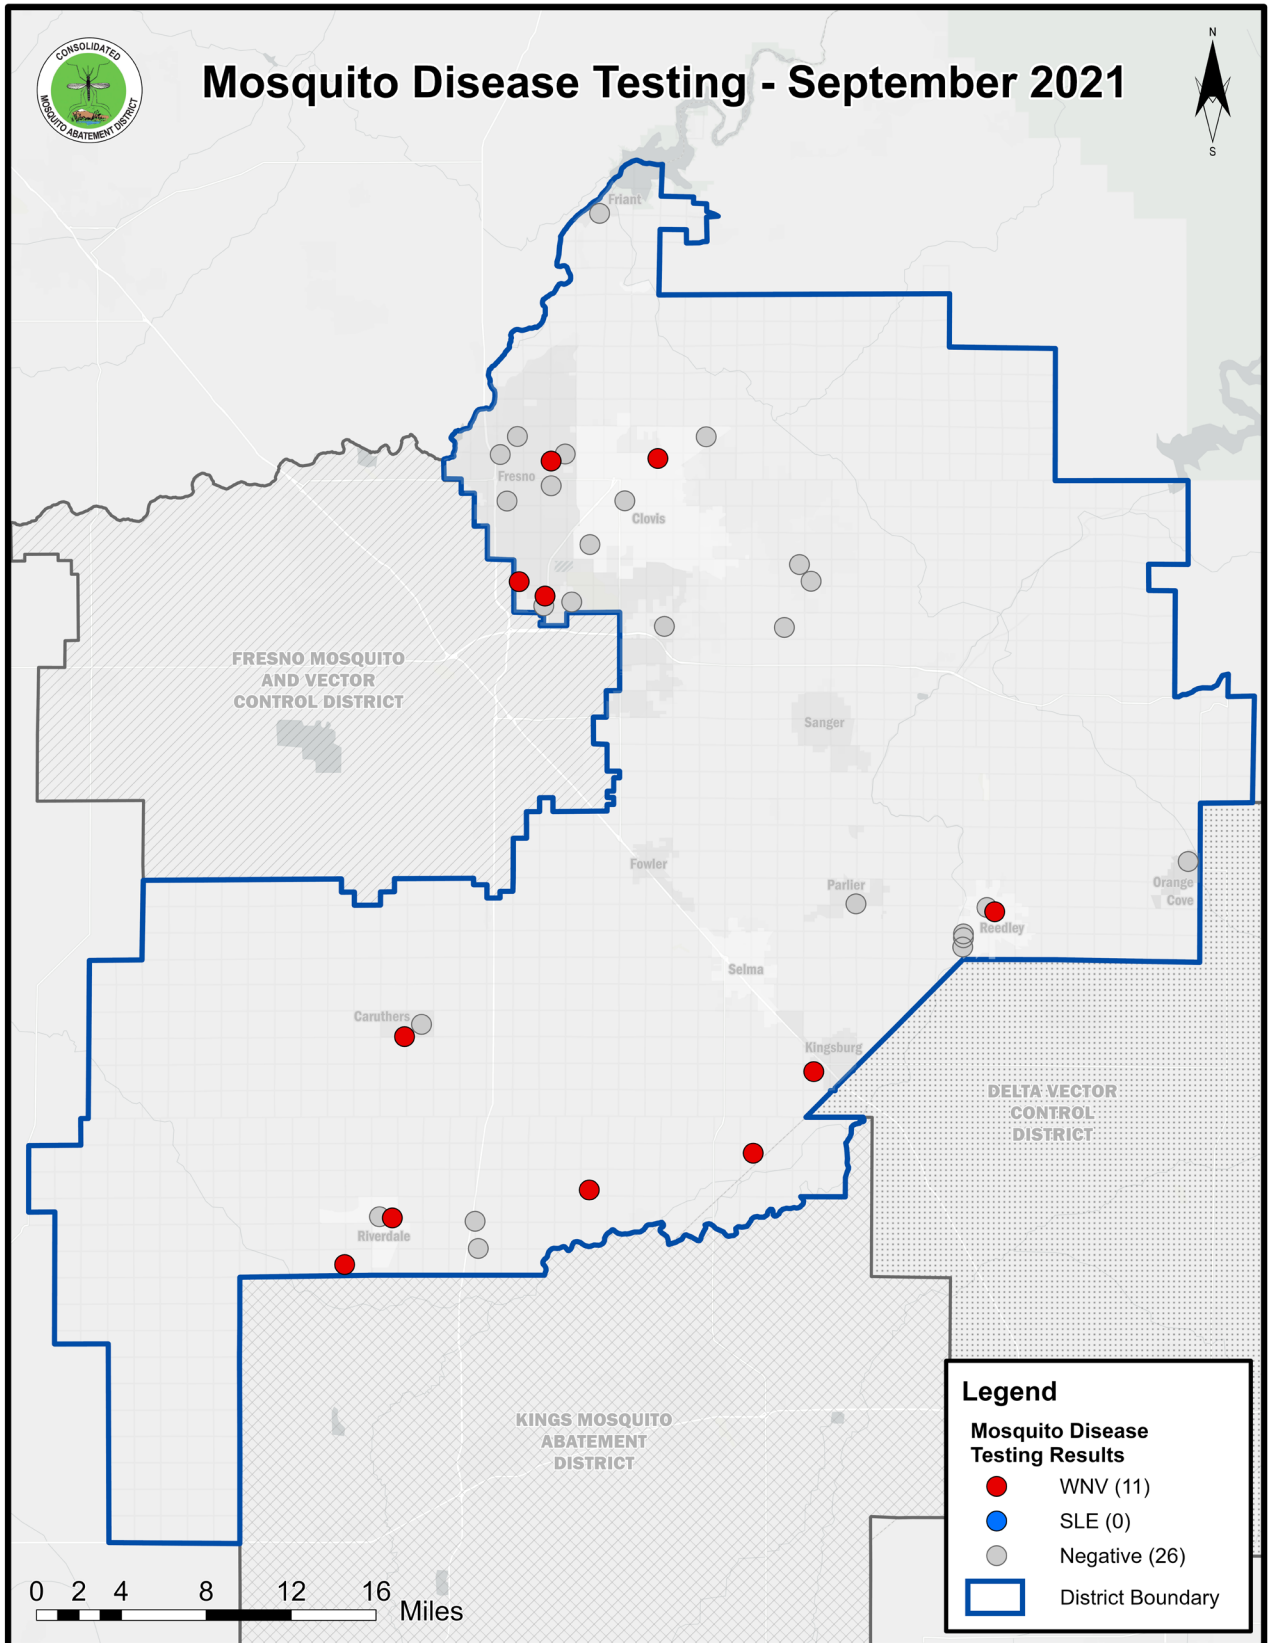 CONSOLIDATED
MOSQUITO ABATEMENT DISTRICT
Mosquito Disease Testing - September 2021
N
S
Friant
Fresno
Clovis
FRESNO MOSQUITO
AND VECTOR
CONTROL DISTRICT
Sanger
Fowler
Parlier
Orange
Cove
Reedley
Selma
Caruthers
Kingsburg
DELTA VECTOR
CONTROL
DISTRICT
Riverdale
KINGS MOSQUITO
ABATEMENT
DISTRICT
Legend
Mosquito Disease
Testing Results
WNV (11)
SLE (0)
Negative (26)
District Boundary
0 2 4 8 12 16
Miles